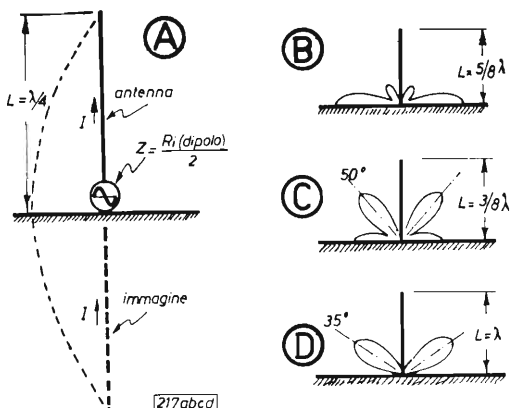 A
L = λ/4
I
antenna
Z = Ri (dipolo)
2
I
immagine
217abcd
B
L = 5/8 λ
C
50°
L = 3/8 λ
D
35°
L = λ